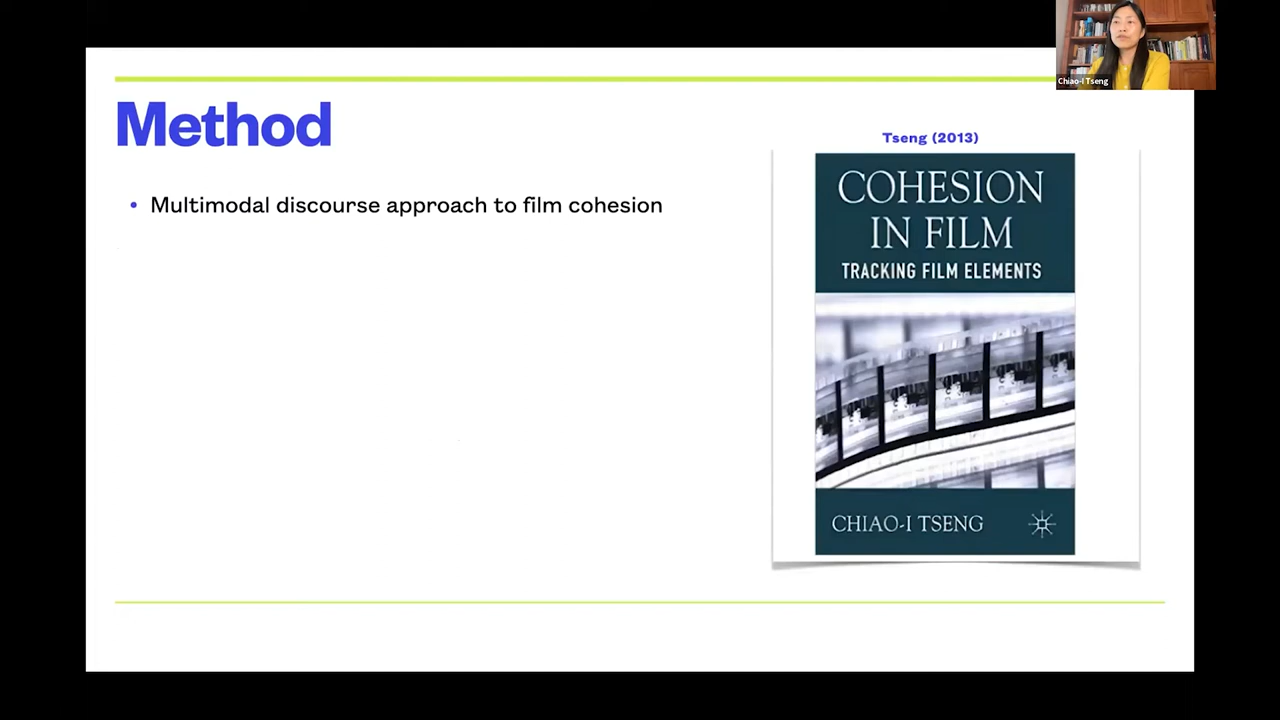 Chiao-I Tseng
Method
• Multimodal discourse approach to film cohesion
Tseng (2013)
COHESION
IN FILM
TRACKING FILM ELEMENTS
CHIAO-I TSENG